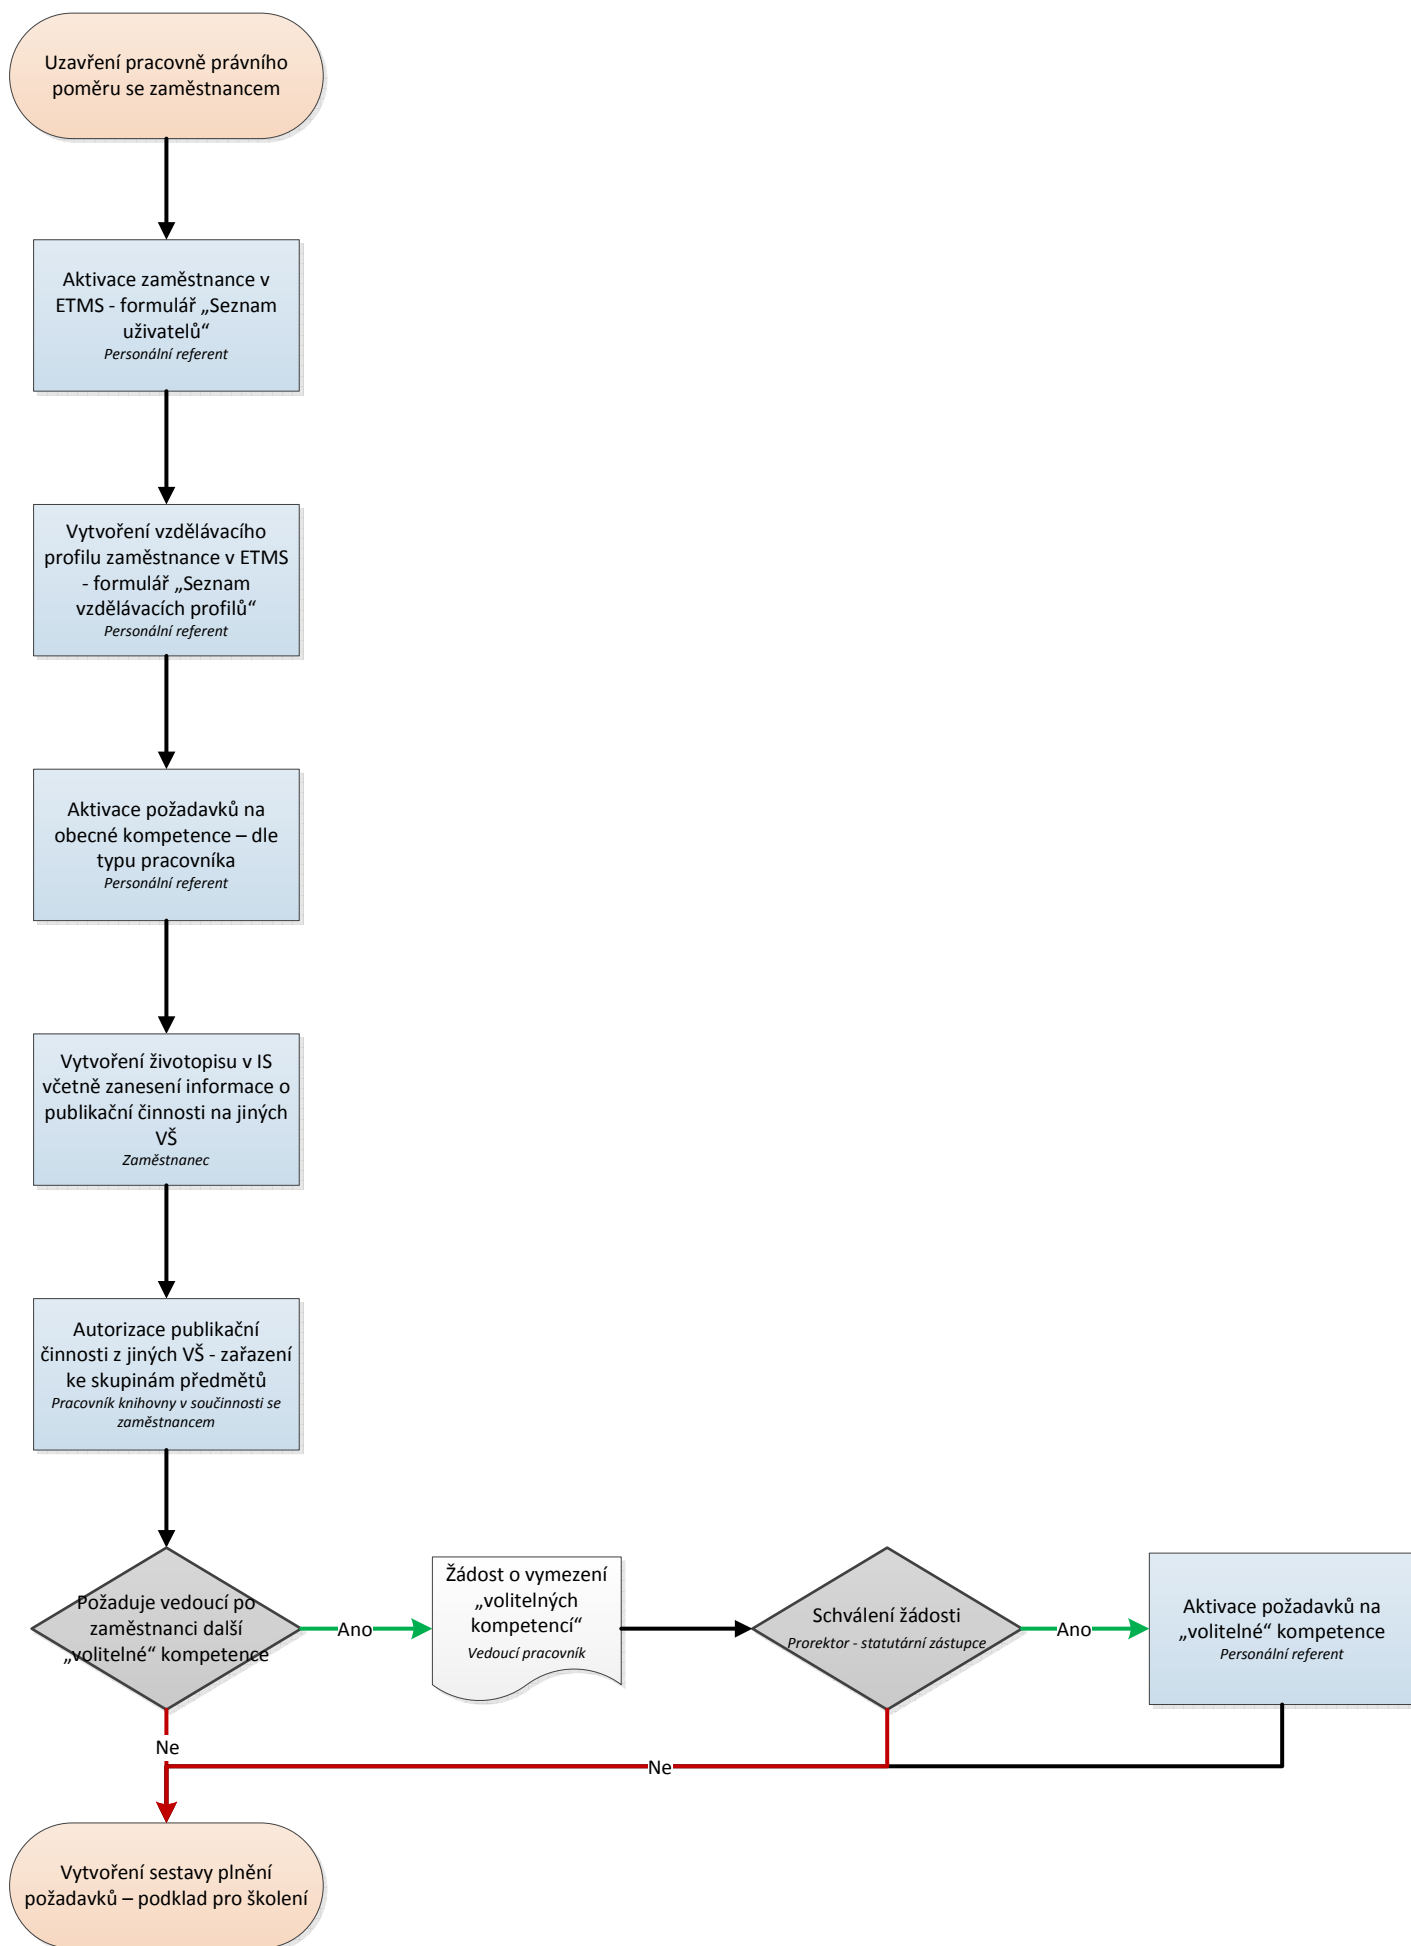 Uzavření pracovně právního
poměru se zaměstnancem
Aktivace zaměstnance v
ETMS - formulář „Seznam
uživatelů“
Personální referent
Vytvoření vzdělávacího
profilu zaměstnance v ETMS
- formulář „Seznam
vzdělávacích profilů“
Personální referent
Aktivace požadavků na
obecné kompetence – dle
typu pracovníka
Personální referent
Vytvoření životopisu v IS
včetně zanesení informace o
publikační činnosti na jiných
VŠ
Zaměstnanec
Autorizace publikační
činnosti z jiných VŠ - zařazení
ke skupinám předmětů
Pracovník knihovny v součinnosti se
zaměstnancem
Požaduje vedoucí po
zaměstnanci další
„volitelné“ kompetence
Ano
Žádost o vymezení
„volitelných
kompetencí“
Vedoucí pracovník
Schválení žádosti
Prorektor - statutární zástupce
Ano
Aktivace požadavků na
„volitelné“ kompetence
Personální referent
Ne
Ne
Vytvoření sestavy plnění
požadavků – podklad pro školení